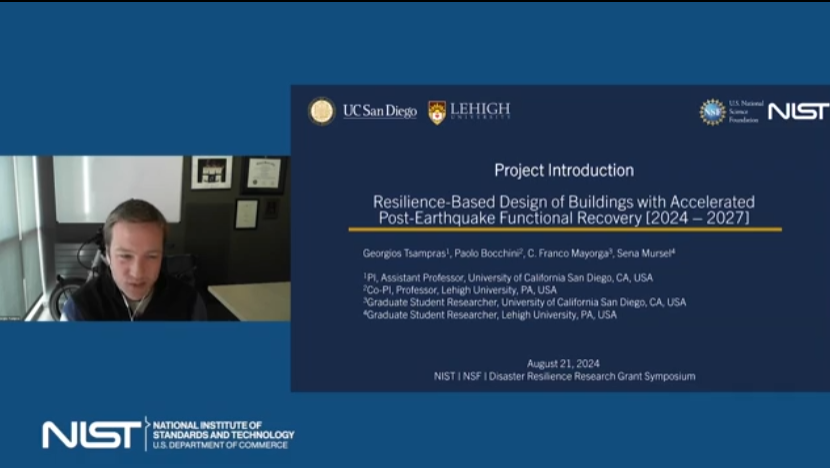 UC San Diego
LEHIGH
UNIVERSITY
U.S. National
Science
Foundation
NIST
Project Introduction
Resilience-Based Design of Buildings with Accelerated
Post-Earthquake Functional Recovery [2024 – 2027]
Georgios Tsampras¹, Paolo Bocchini², C. Franco Mayorga³, Sena Mursel⁴
¹PI, Assistant Professor, University of California San Diego, CA, USA
²Co-PI, Professor, Lehigh University, PA, USA
³Graduate Student Researcher, University of California San Diego, CA, USA
⁴Graduate Student Researcher, Lehigh University, PA, USA
August 21, 2024
NIST | NSF | Disaster Resilience Research Grant Symposium
NIST
NATIONAL INSTITUTE OF
STANDARDS AND TECHNOLOGY
U.S. DEPARTMENT OF COMMERCE